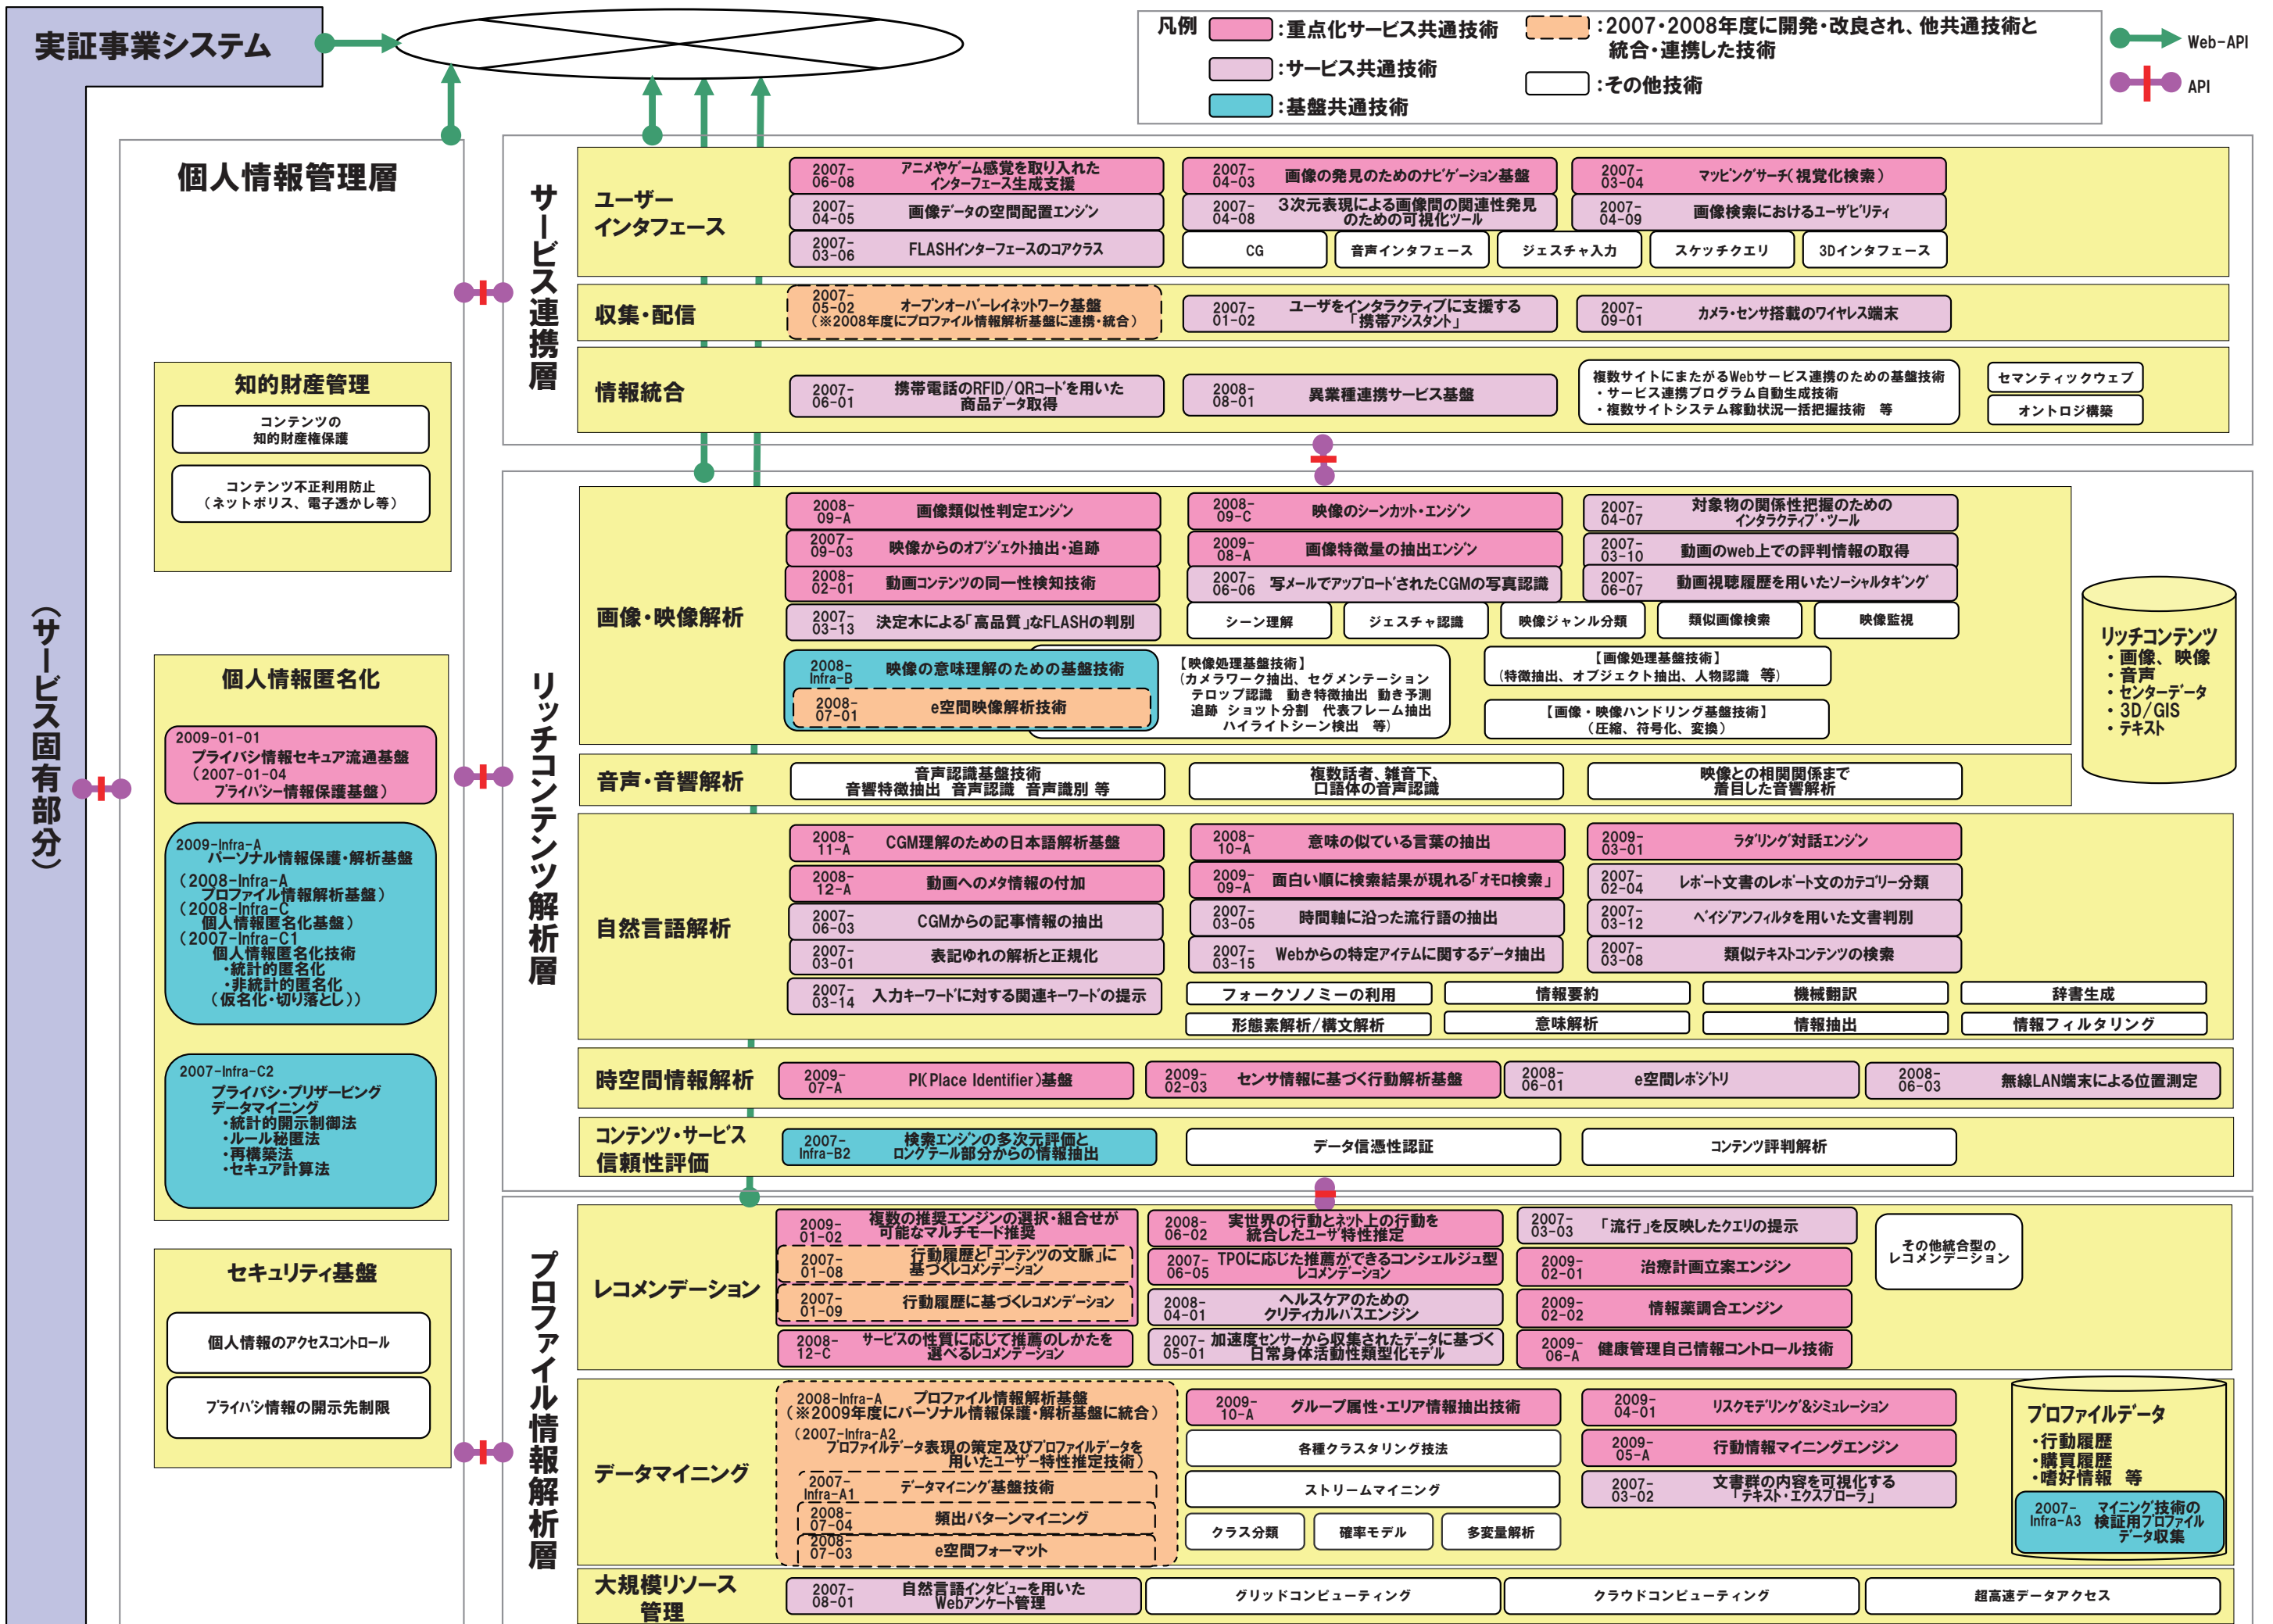 実証事業システム
(サービス固有部分)
凡例
:重点化サービス共通技術
:サービス共通技術
:基盤共通技術
:2007・2008年度に開発・改良され、他共通技術と
統合・連携した技術
:その他技術
Web-API
API
個人情報管理層
知的財産管理
コンテンツの
知的財産権保護
コンテンツ不正利用防止
(ネットポリス、電子透かし等)
個人情報匿名化
2009-01-01
プライバシ情報セキュア流通基盤
(2007-01-04
プライバシー情報保護基盤)
2009-Infra-A
パーソナル情報保護・解析基盤
(2008-Infra-A
プロファイル情報解析基盤)
(2008-Infra-C
個人情報匿名化基盤)
(2007-Infra-C1
個人情報匿名化技術
・統計的匿名化
・非統計的匿名化
(仮名化・切り落とし))
2007-Infra-C2
プライバシ・プリザービング
データマイニング
・統計的開示制御法
・ルール秘匿法
・再構築法
・セキュア計算法
セキュリティ基盤
個人情報のアクセスコントロール
プライバシ情報の開示先制限
サービス連携層
ユーザー
インタフェース
2007-
06-08
アニメやゲーム感覚を取り入れた
インターフェース生成支援
2007-
04-03
画像の発見のためのナビゲーション基盤
2007-
03-04
マッピングサーチ(視覚化検索)
2007-
04-05
画像データの空間配置エンジン
2007-
04-08
3次元表現による画像間の関連性発見
のための可視化ツール
2007-
04-09
画像検索におけるユーザビリティ
2007-
03-06
FLASHインターフェースのコアクラス
CG
音声インタフェース
ジェスチャ入力
スケッチクエリ
3Dインタフェース
収集・配信
2007-
05-02
オープンオーバーレイネットワーク基盤
(※2008年度にプロファイル情報解析基盤に連携・統合)
2007-
01-02
ユーザをインタラクティブに支援する
「携帯アシスタント」
2007-
09-01
カメラ・センサ搭載のワイヤレス端末
情報統合
2007-
06-01
携帯電話のRFID/QRコードを用いた
商品データ取得
2008-
08-01
異業種連携サービス基盤
複数サイトにまたがるWebサービス連携のための基盤技術
・サービス連携プログラム自動生成技術
・複数サイトシステム稼動状況一括把握技術 等
セマンティックウェブ
オントロジ構築
リッチコンテンツ解析層
画像・映像解析
2008-
09-A
画像類似性判定エンジン
2008-
09-C
映像のシーンカット・エンジン
2007-
04-07
対象物の関係性把握のための
インタラクティブ・ツール
2007-
09-03
映像からのオブジェクト抽出・追跡
2009-
08-A
画像特徴量の抽出エンジン
2007-
03-10
動画のweb上での評判情報の取得
2008-
02-01
動画コンテンツの同一性検知技術
2007-
06-06
写メールでアップロードされたCGMの写真認識
2007-
06-07
動画視聴履歴を用いたソーシャルタギング
2007-
03-13
決定木による「高品質」なFLASHの判別
シーン理解
ジェスチャ認識
映像ジャンル分類
類似画像検索
映像監視
2008-
Infra-B
映像の意味理解のための基盤技術
2008-
07-01
e空間映像解析技術
【映像処理基盤技術】
(カメラワーク抽出、セグメンテーション
テロップ認識 動き特徴抽出 動き予測
追跡 ショット分割 代表フレーム抽出
ハイライトシーン検出 等)
【画像処理基盤技術】
(特徴抽出、オブジェクト抽出、人物認識 等)
【画像・映像ハンドリング基盤技術】
(圧縮、符号化、変換)
リッチコンテンツ
・画像、映像
・音声
・センターデータ
・3D/GIS
・テキスト
音声・音響解析
音声認識基盤技術
音響特徴抽出 音声認識 音声識別 等
複数話者、雑音下、
口語体の音声認識
映像との相関関係まで
着目した音響解析
自然言語解析
2008-
11-A
CGM理解のための日本語解析基盤
2008-
10-A
意味の似ている言葉の抽出
2009-
03-01
ラダリング対話エンジン
2008-
12-A
動画へのメタ情報の付加
2009-
09-A
面白い順に検索結果が現れる「オモロ検索」
2007-
02-04
レポート文書のレポート文のカテゴリー分類
2007-
06-03
CGMからの記事情報の抽出
2007-
03-05
時間軸に沿った流行語の抽出
2007-
03-12
ベイジアンフィルタを用いた文書判別
2007-
03-01
表記ゆれの解析と正規化
2007-
03-15
Webからの特定アイテムに関するデータ抽出
2007-
03-08
類似テキストコンテンツの検索
2007-
03-14
入力キーワードに対する関連キーワードの提示
フォークソノミーの利用
情報要約
機械翻訳
辞書生成
形態素解析/構文解析
意味解析
情報抽出
情報フィルタリング
時空間情報解析
2009-
07-A
PI(Place Identifier)基盤
2009-
02-03
センサ情報に基づく行動解析基盤
2008-
06-01
e空間レポジトリ
2008-
06-03
無線LAN端末による位置測定
コンテンツ・サービス
信頼性評価
2007-
Infra-B2
検索エンジンの多次元評価と
ロングテール部分からの情報抽出
データ信憑性認証
コンテンツ評判解析
プロファイル情報解析層
レコメンデーション
2009-
01-02
複数の推奨エンジンの選択・組合せが
可能なマルチモード推奨
2007-
01-08
行動履歴と「コンテンツの文脈」に
基づくレコメンデーション
2007-
01-09
行動履歴に基づくレコメンデーション
2008-
12-C
サービスの性質に応じて推薦のしかたを
選べるレコメンデーション
2008-
06-02
実世界の行動とネット上の行動を
統合したユーザ特性推定
2007-
06-05
TPOに応じた推薦ができるコンシェルジュ型
レコメンデーション
2008-
04-01
ヘルスケアのための
クリティカルパスエンジン
2007-
05-01
加速度センサーから収集されたデータに基づく
日常身体活動性類型化モデル
2007-
03-03
「流行」を反映したクエリの提示
2009-
02-01
治療計画立案エンジン
2009-
02-02
情報薬調合エンジン
2009-
06-A
健康管理自己情報コントロール技術
その他統合型の
レコメンデーション
データマイニング
2008-Infra-A プロファイル情報解析基盤
(※2009年度にパーソナル情報保護・解析基盤に統合)
(2007-Infra-A2
プロファイルデータ表現の策定及びプロファイルデータを
用いたユーザー特性推定技術)
2007-
Infra-A1
データマイニング基盤技術
2008-
07-04
頻出パターンマイニング
2008-
07-03
e空間フォーマット
2009-
10-A
グループ属性・エリア情報抽出技術
各種クラスタリング技法
ストリームマイニング
クラス分類
確率モデル
多変量解析
2009-
04-01
リスクモデリング&シミュレーション
2009-
05-A
行動情報マイニングエンジン
2007-
03-02
文書群の内容を可視化する
「テキスト・エクスプローラ」
プロファイルデータ
・行動履歴
・購買履歴
・嗜好情報 等
2007-
Infra-A3
マイニング技術の
検証用プロファイル
データ収集
大規模リソース
管理
2007-
08-01
自然言語インタビューを用いた
Webアンケート管理
グリッドコンピューティング
クラウドコンピューティング
超高速データアクセス